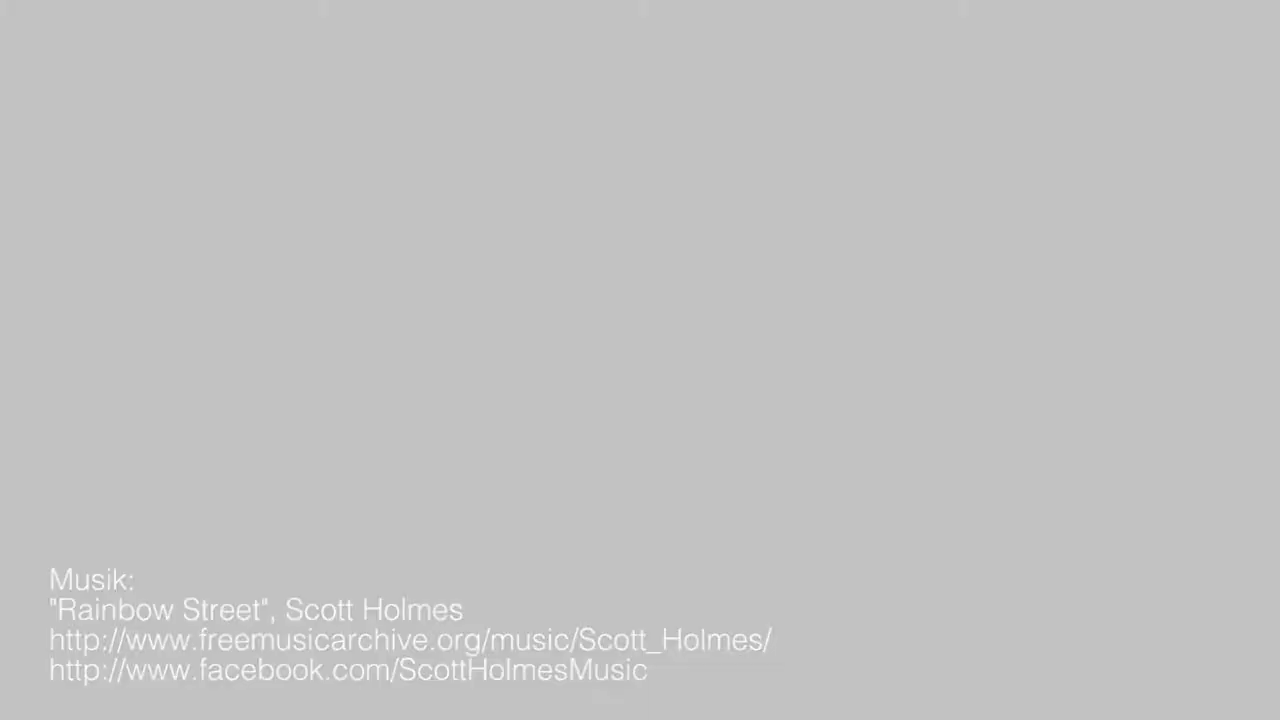 Musik:
"Rainbow Street", Scott Holmes
http://www.freemusicarchive.org/music/Scott_Holmes/
http://www.facebook.com/ScottHolmesMusic